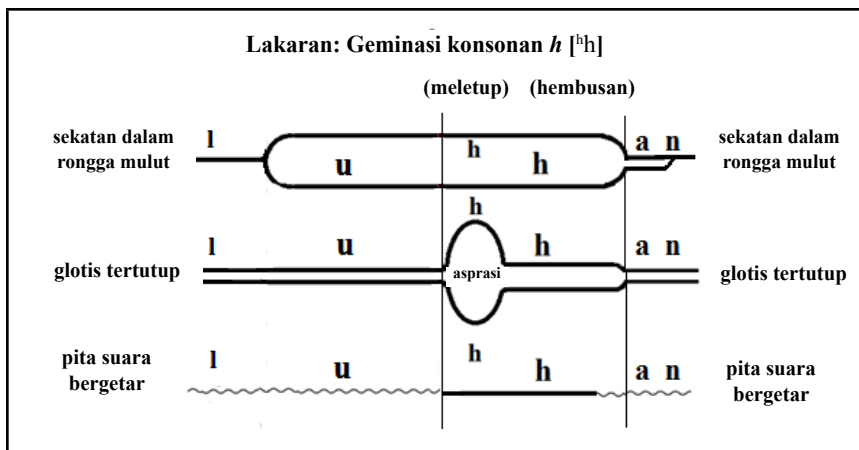 Lakaran: Geminasi konsonan h [ʰh]
(meletup) (hembusan)
sekatan dalam
rongga mulut
l u h h a n
sekatan dalam
rongga mulut
glotis tertutup
l u h h a n
asprasi
glotis tertutup
pita suara
bergetar
l u h h a n
pita suara
bergetar